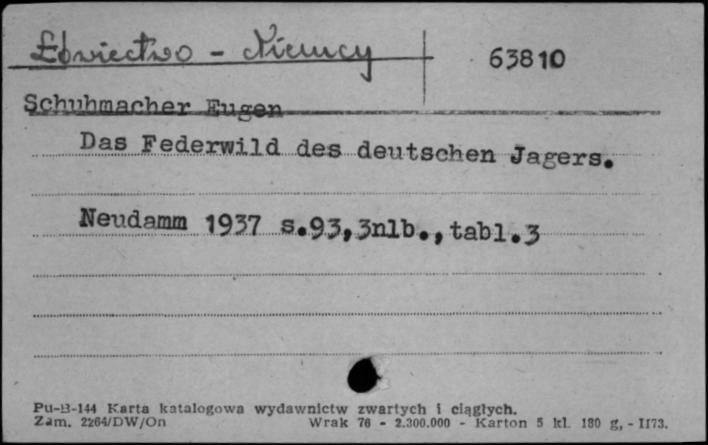 Łowiectwo - Niemcy
63810
Schuhmacher Eugen
Das Federwild des deutschen Jagers.
Neudamm 1937 s.93,3nlb.,tabl.3
Pu-B-144 Karta katalogowa wydawnictw zwartych i ciągłych.
Zam. 2264/DW/On Wrak 76 - 2.300.000 - Karton 5 kl. 180 g, - II73.